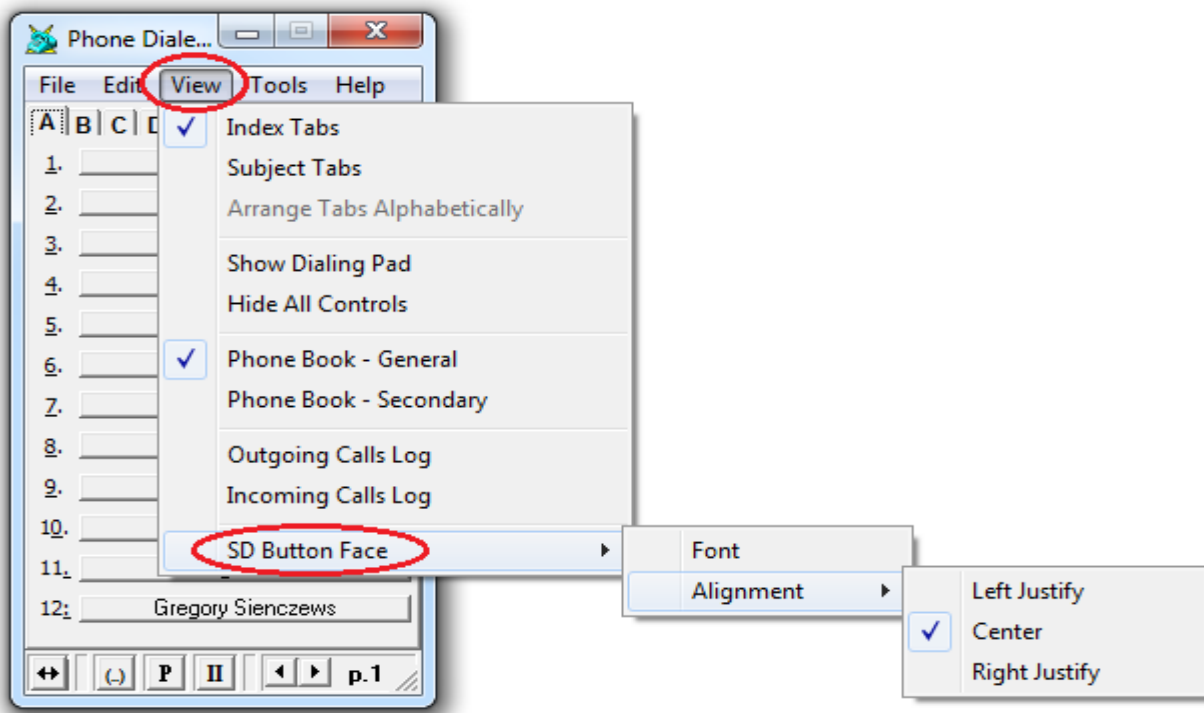 Phone Diale...
File Edit View Tools Help
A B C
1.
2.
3.
4.
5.
6.
7.
8.
9.
10.
11.
12:
Gregory Sienczews
(..) P II p.1
Index Tabs
Subject Tabs
Arrange Tabs Alphabetically
Show Dialing Pad
Hide All Controls
Phone Book - General
Phone Book - Secondary
Outgoing Calls Log
Incoming Calls Log
SD Button Face
Font
Alignment
Left Justify
Center
Right Justify